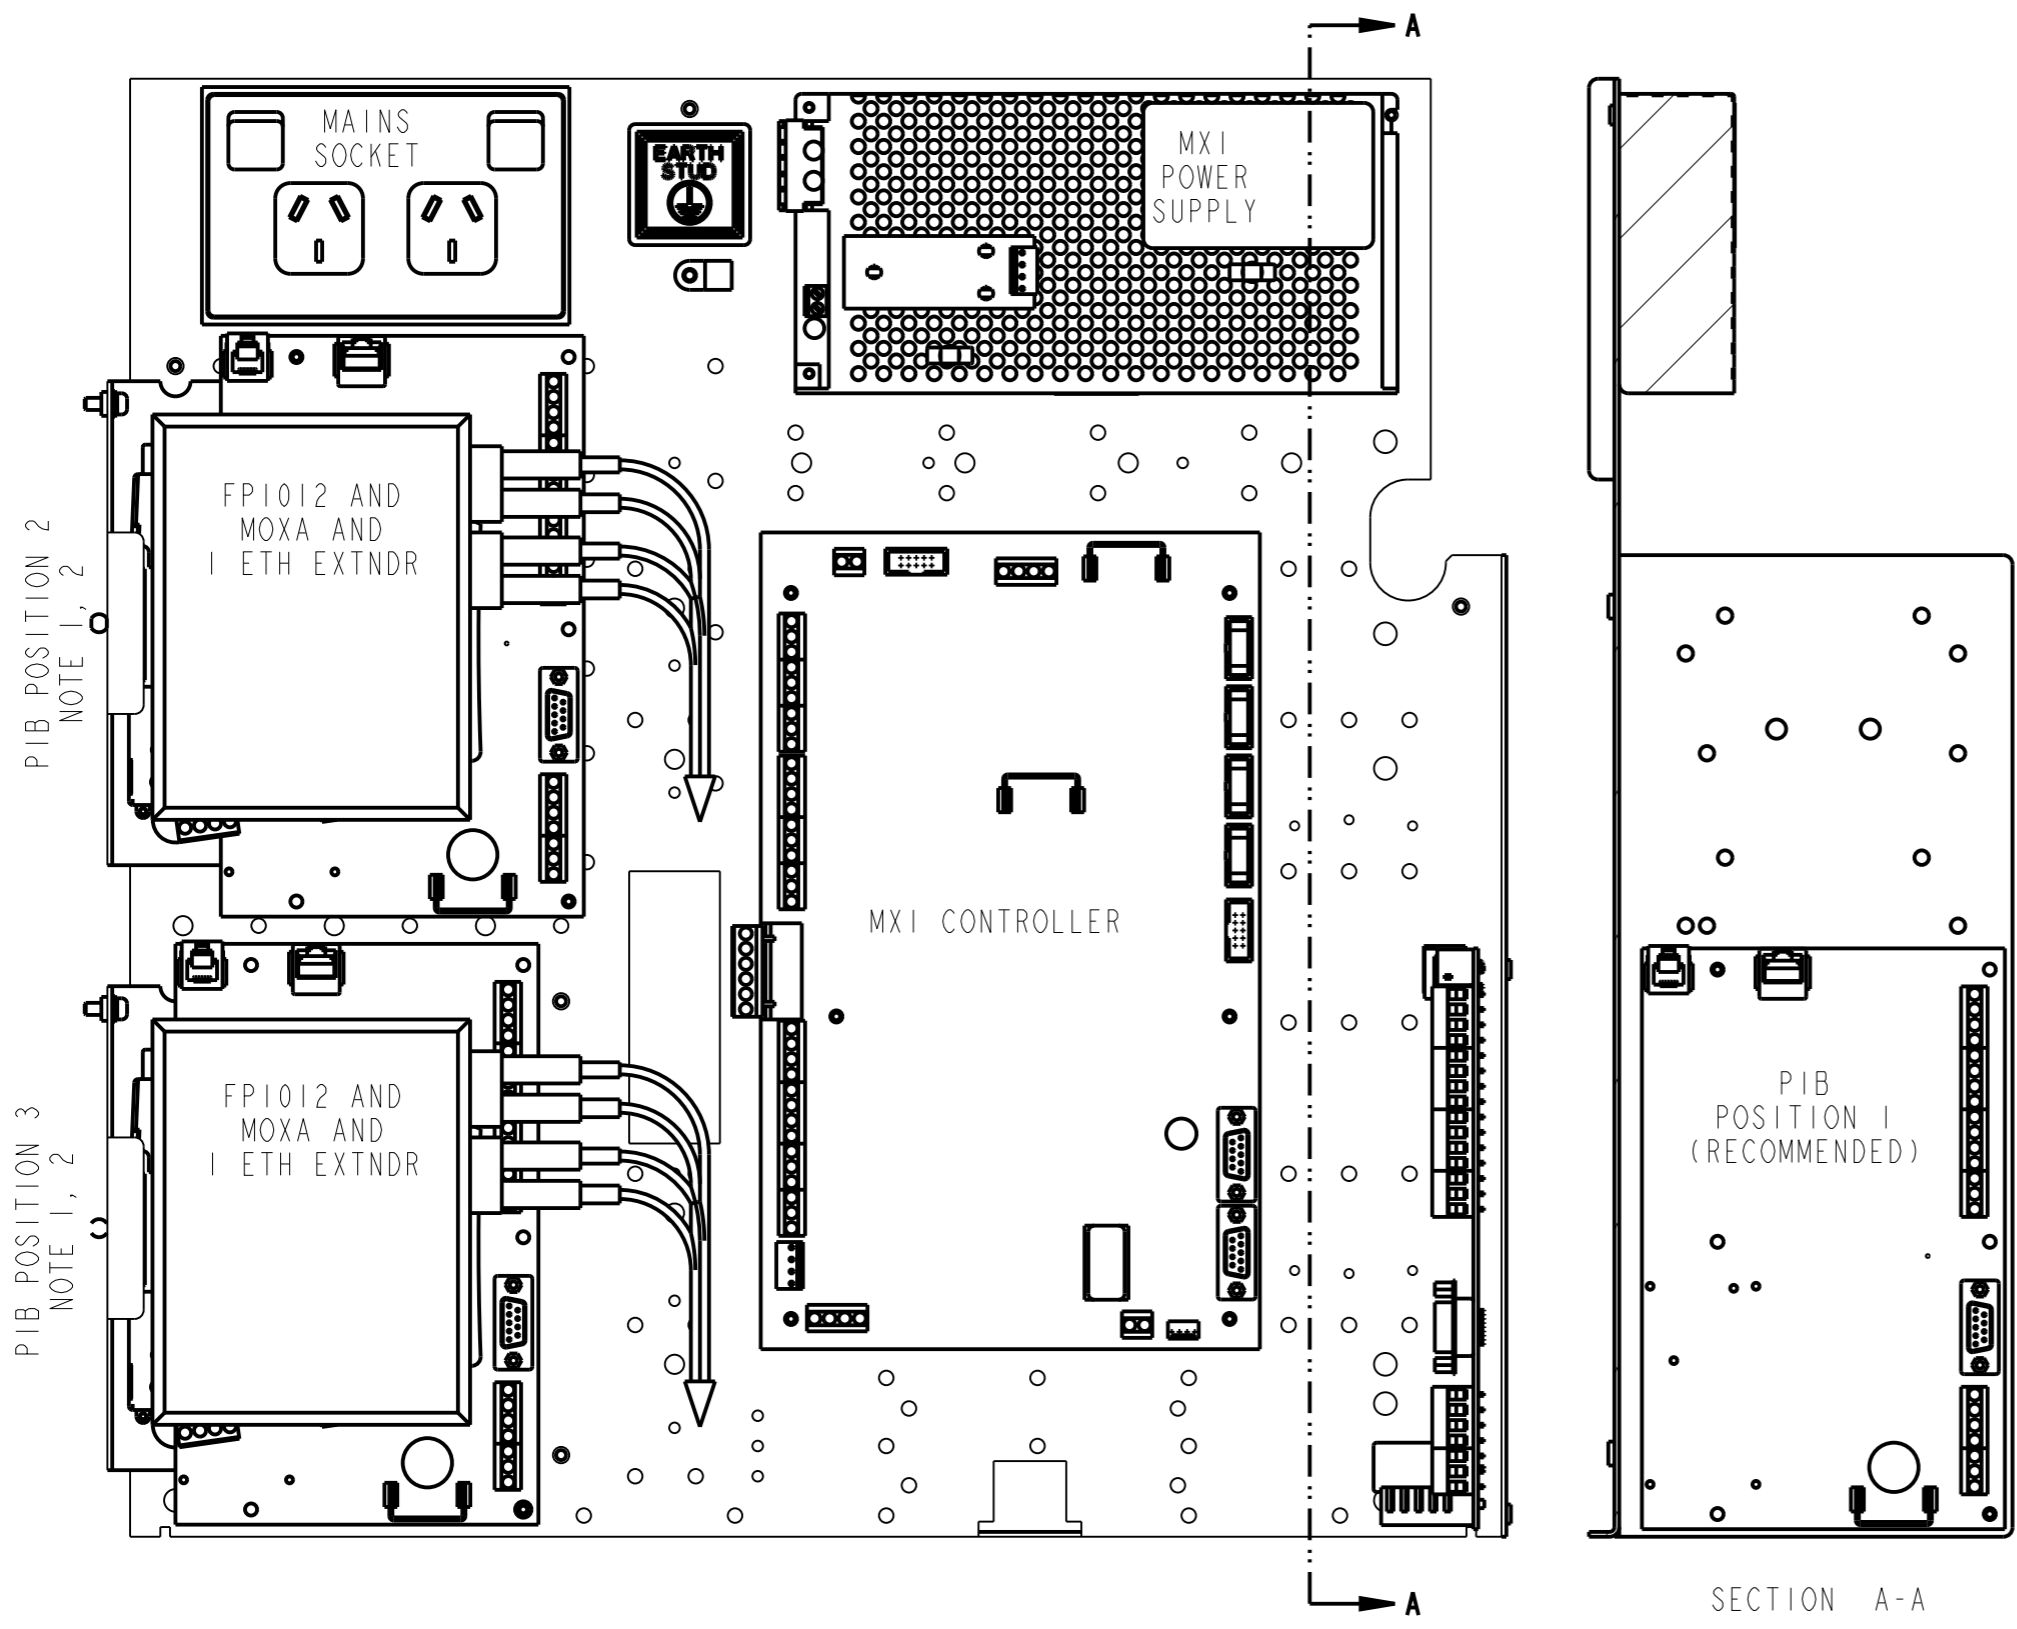 A
MAINS
SOCKET
EARTH
STUD
MX1
POWER
SUPPLY
PIB POSITION 2
NOTE 1, 2
FP1012 AND
MOXA AND
1 ETH EXTNDR
MX1 CONTROLLER
PIB POSITION 3
NOTE 1, 2
FP1012 AND
MOXA AND
1 ETH EXTNDR
PIB
POSITION 1
(RECOMMENDED)
A
SECTION A-A